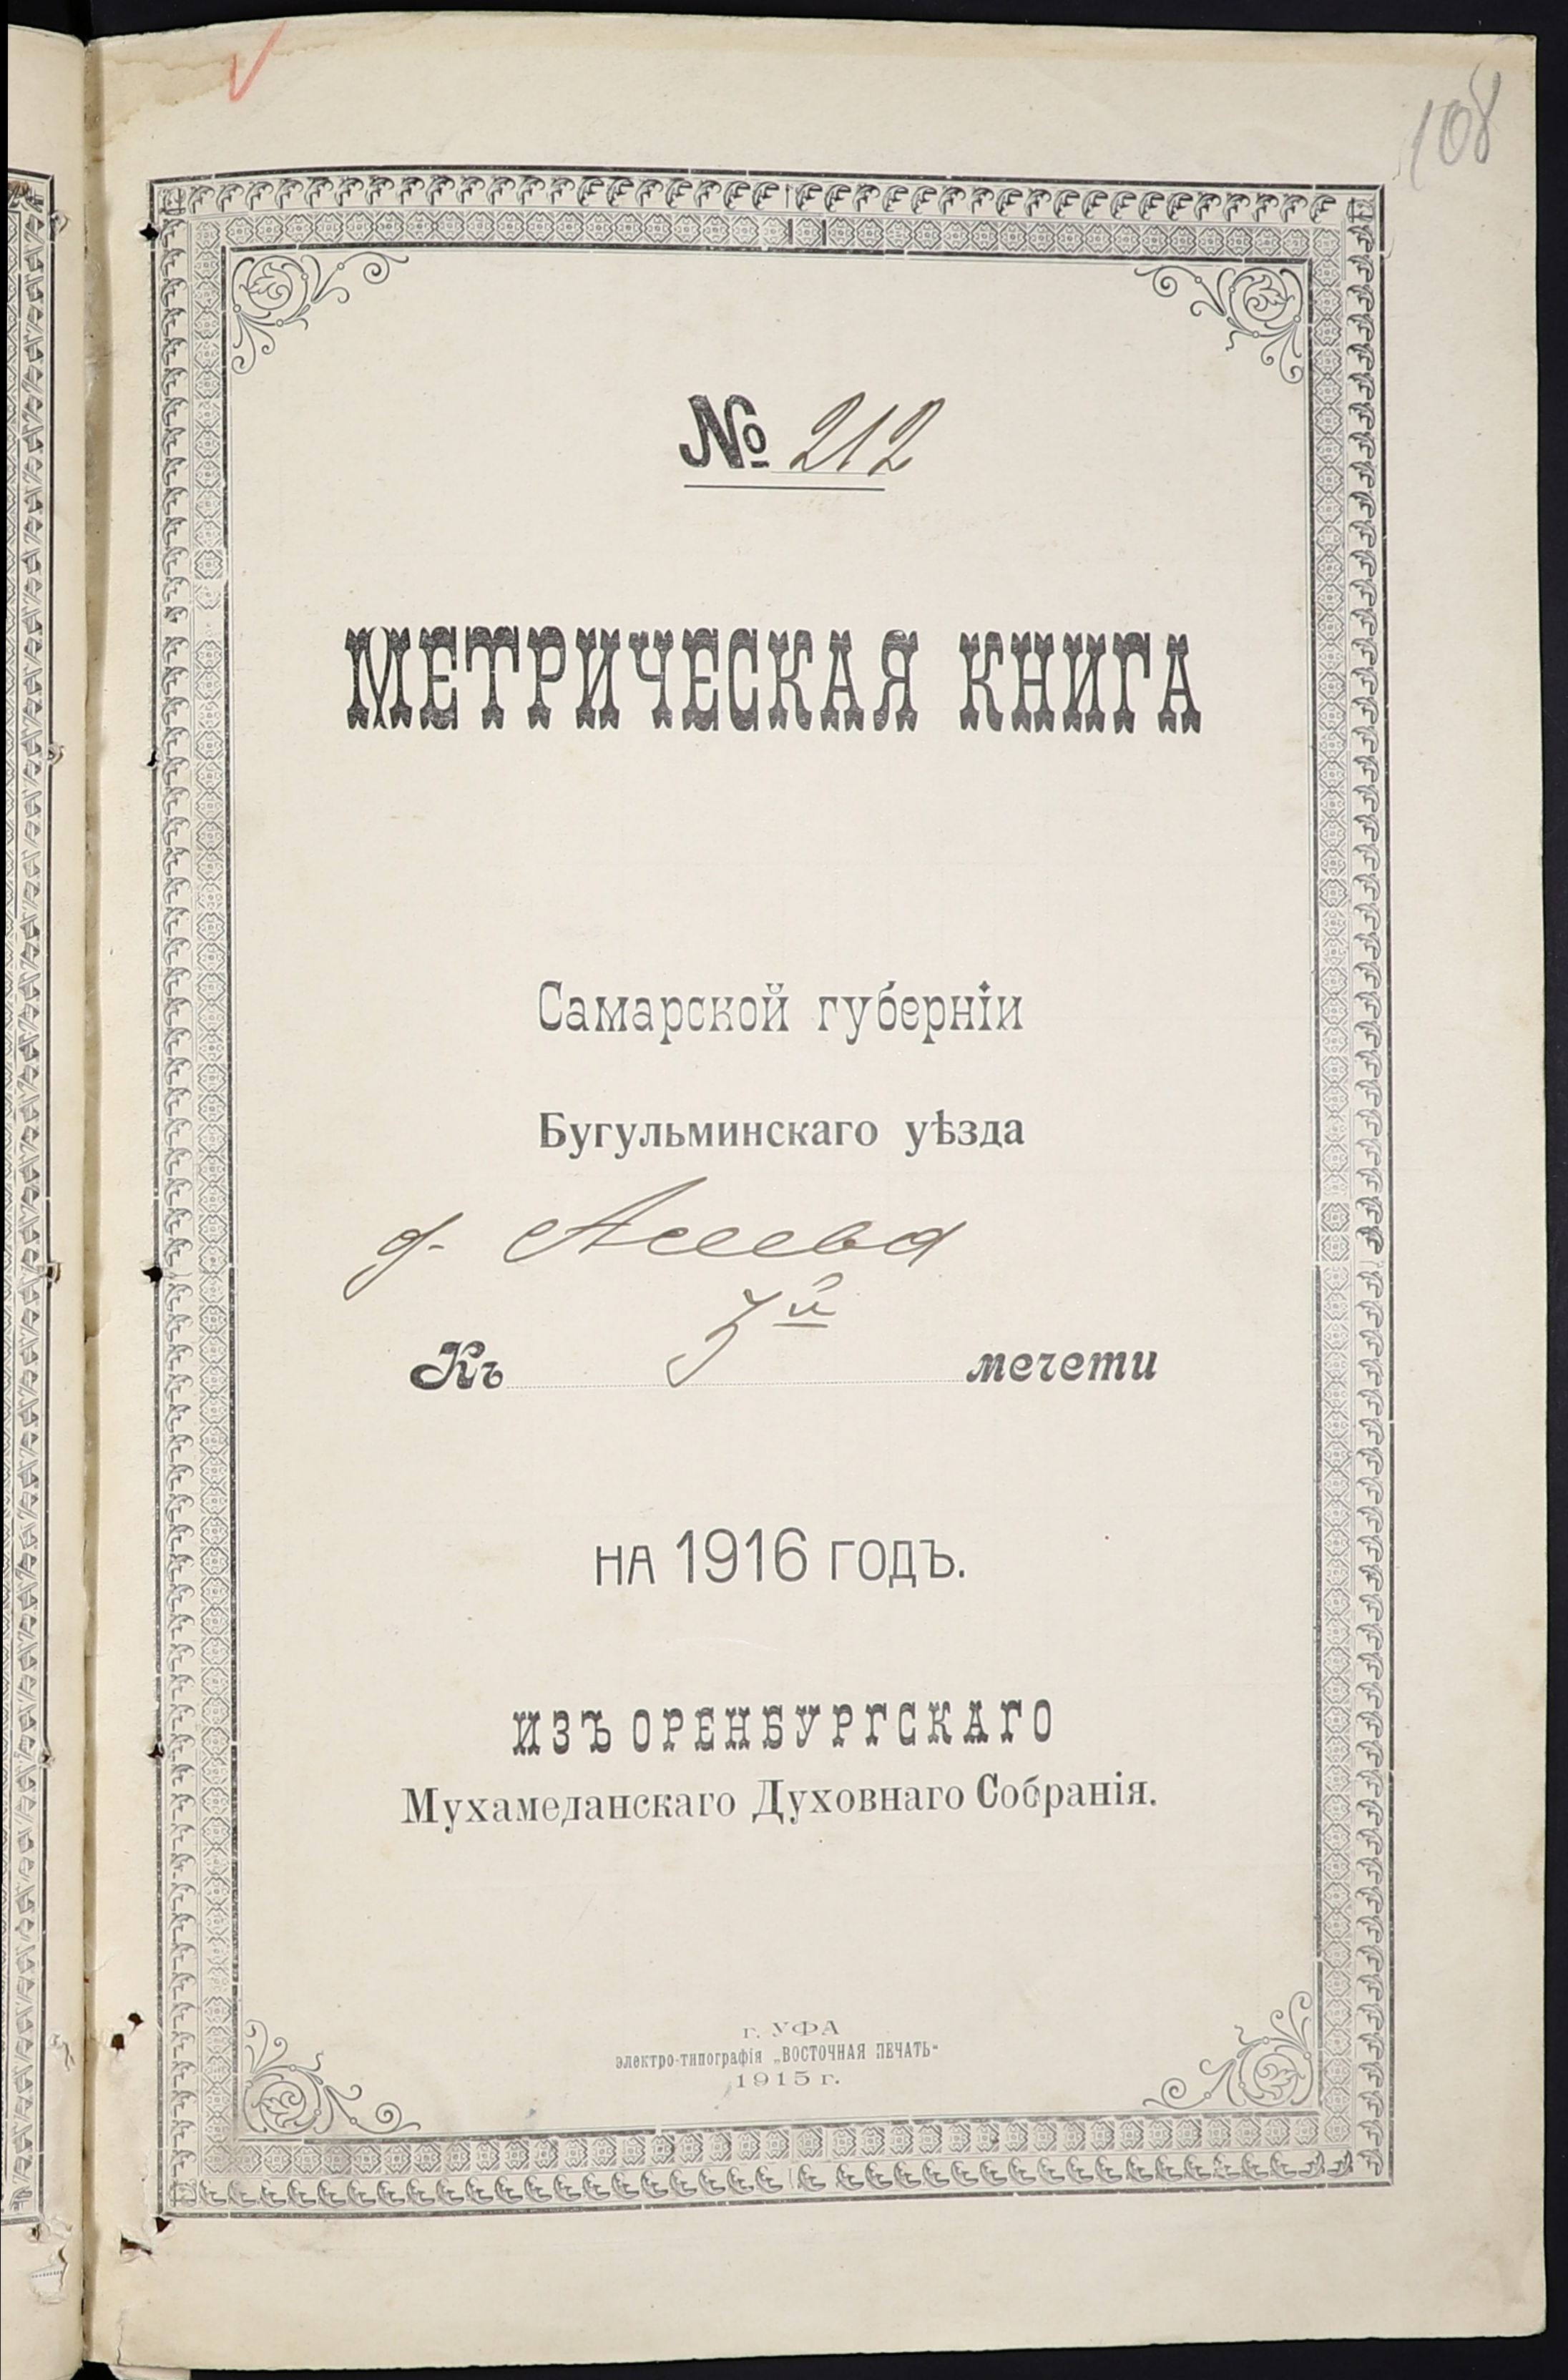 108
№ 212
МЕТРИЧЕСКАЯ КНИГА
Самарской губерніи
Бугульминскаго уѣзда
д. Асеева
Къ 3й мечети
НА 1916 ГОДЪ.
ИЗЪ ОРЕНБУРГСКАГО
Мухамеданскаго Духовнаго Собранія.
г. УФА
электро-типографія „ВОСТОЧНАЯ ПЕЧАТЬ"
1915 г.